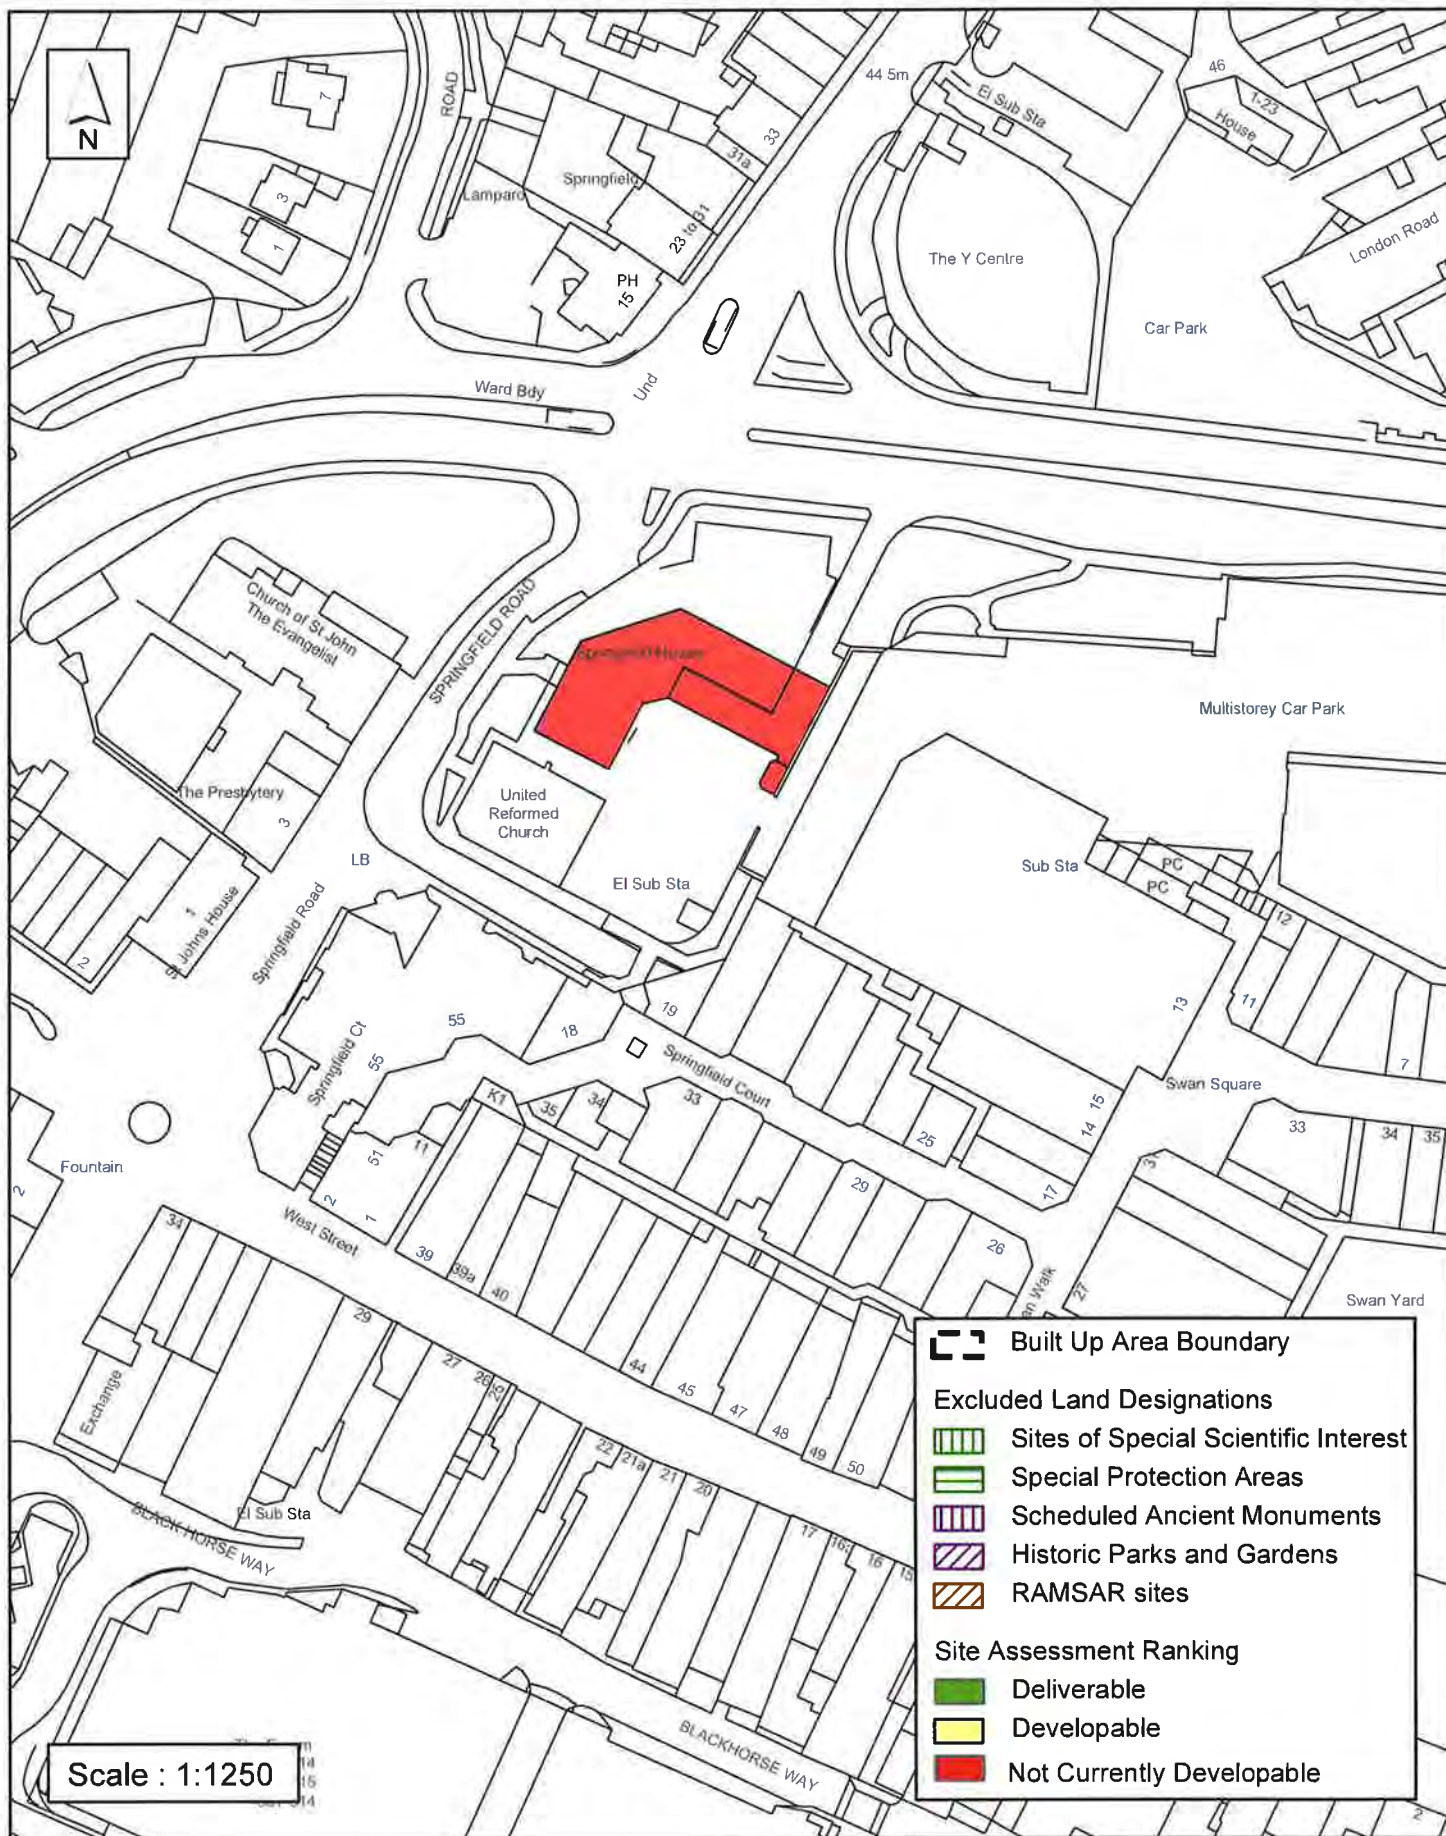 N
7
3
1
ROAD
Lampard
Springfield
31a
33
23 to 31
PH
15
44 5m
El Sub Sta
46
1-23
House
The Y Centre
London Road
Car Park
Ward Bdy
Und
Church of St John
The Evangelist
SPRINGFIELD ROAD
Springfield House
Multistorey Car Park
The Presbytery
3
United
Reformed
Church
LB
El Sub Sta
Sub Sta
PC
PC
12
1
St Johns House
2
Springfield Road
13
11
7
55
18
19
55
Springfield Ct
Springfield Court
Swan Square
K1
35
34
33
25
15
14
17
33
34
35
37
Fountain
2
51
11
2
1
29
26
West Street
34
39
39a
40
27
Swan Yard
29
27
26
25
44
45
47
48
49
50
Exchange
22
21a
21
20
17
16
15
El Sub Sta
BLACK HORSE WAY
BLACKHORSE WAY
2
Built Up Area Boundary
Excluded Land Designations
Sites of Special Scientific Interest
Special Protection Areas
Scheduled Ancient Monuments
Historic Parks and Gardens
RAMSAR sites
Site Assessment Ranking
Deliverable
Developable
Not Currently Developable
Scale : 1:1250